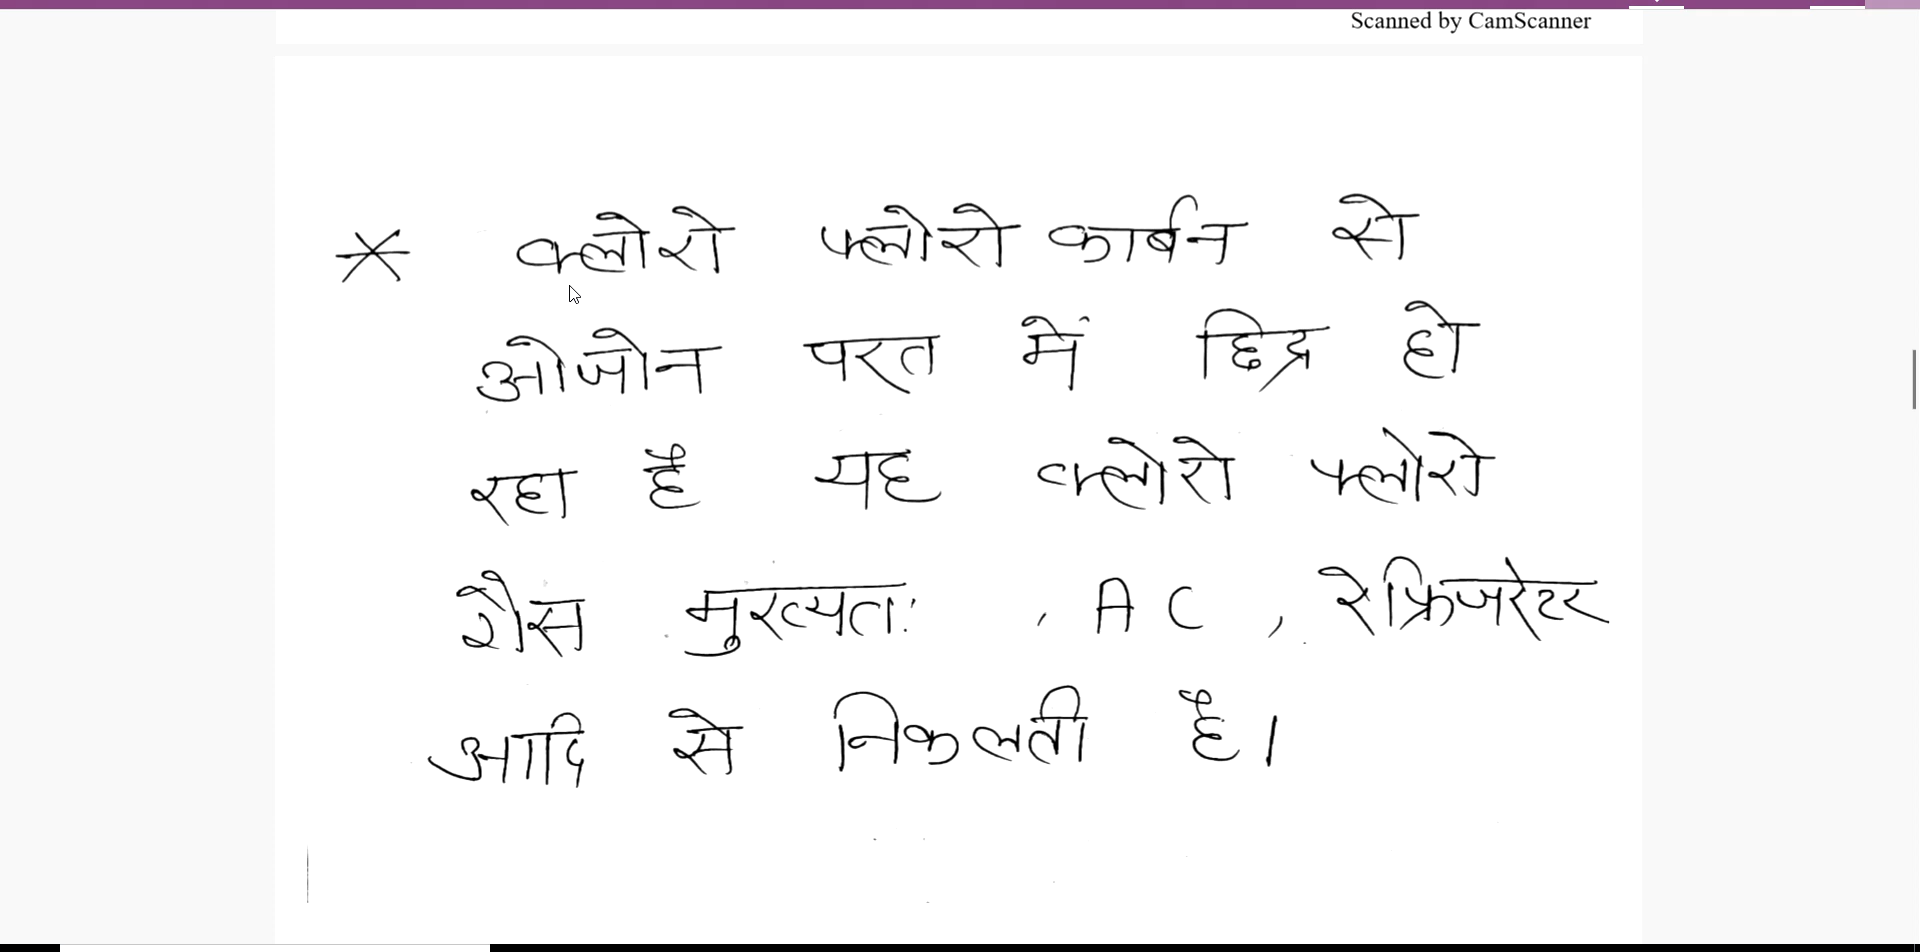 Scanned by CamScanner
* क्लोरो फ्लोरो कार्बन से
ओजोन परत में छिद्र हो
रहा है यह क्लोरो फ्लोरो
गैस मुख्यतः , A C , रेफ्रिजरेटर
आदि से निकलती है।